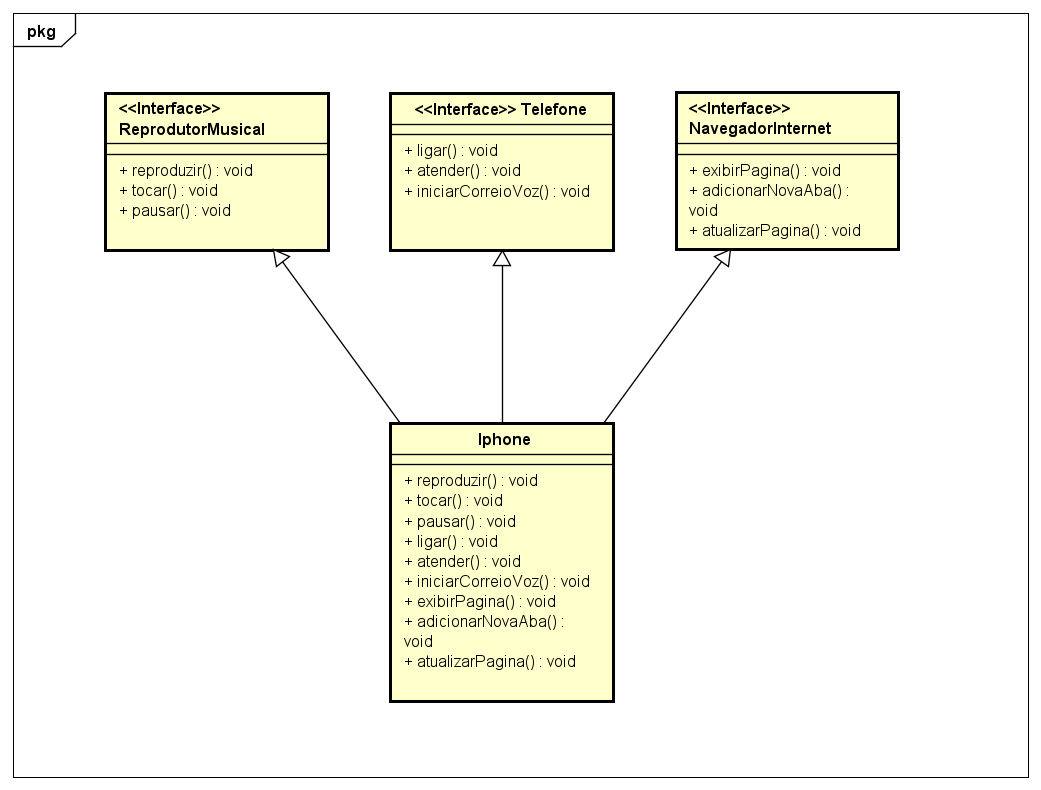 pkg
<<Interface>>
ReprodutorMusical
+ reproduzir() : void
+ tocar() : void
+ pausar() : void
<<Interface>> Telefone
+ ligar() : void
+ atender() : void
+ iniciarCorreioVoz() : void
<<Interface>>
NavegadorInternet
+ exibirPagina() : void
+ adicionarNovaAba() :
void
+ atualizarPagina() : void
Iphone
+ reproduzir() : void
+ tocar() : void
+ pausar() : void
+ ligar() : void
+ atender() : void
+ iniciarCorreioVoz() : void
+ exibirPagina() : void
+ adicionarNovaAba() :
void
+ atualizarPagina() : void